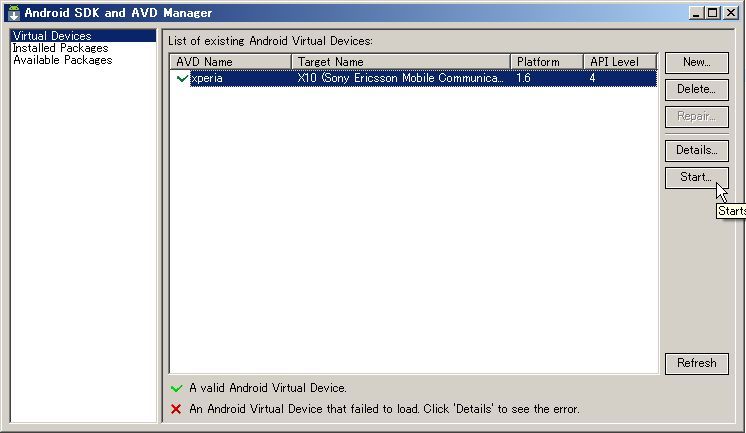 Android SDK and AVD Manager
Virtual Devices
Installed Packages
Available Packages
List of existing Android Virtual Devices:
AVD Name Target Name Platform API Level
xperia X10 (Sony Ericsson Mobile Communica... 1.6 4
New...
Delete...
Repair...
Details...
Start...
Starts
Refresh
A valid Android Virtual Device.
An Android Virtual Device that failed to load. Click 'Details' to see the error.